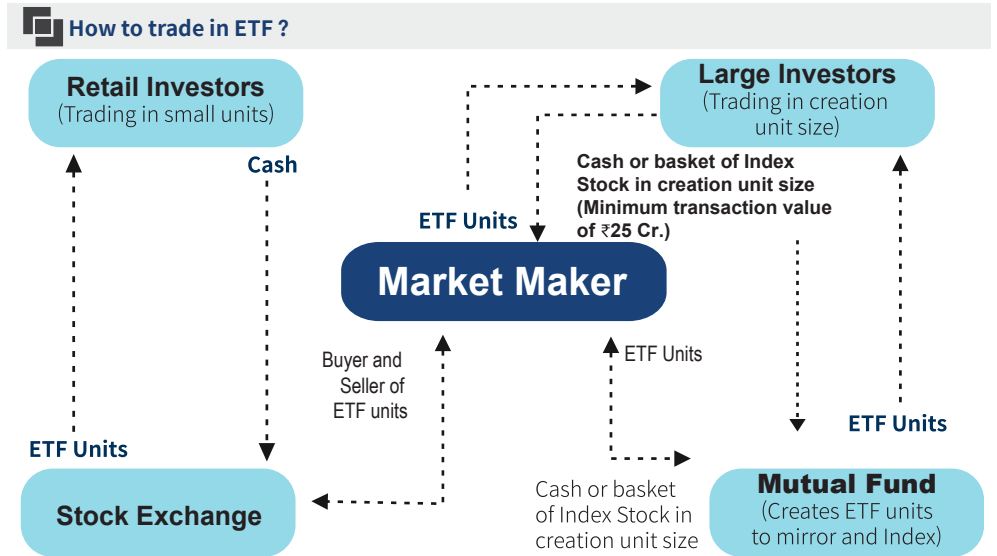 How to trade in ETF ?
Retail Investors
(Trading in small units)
Large Investors
(Trading in creation
unit size)
Cash
Cash or basket of Index
Stock in creation unit size
(Minimum transaction value
of ₹25 Cr.)
ETF Units
Market Maker
Buyer and
Seller of
ETF units
ETF Units
ETF Units
ETF Units
Stock Exchange
Cash or basket
of Index Stock in
creation unit size
Mutual Fund
(Creates ETF units
to mirror and Index)